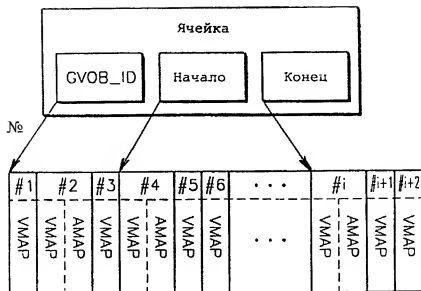 Ячейка
GVOB_ID Начало Конец
№
#1 #2 #3 #4 #5 #6 ... #i #i+1 #i+2
VMAP VMAP AMAP VMAP VMAP AMAP VMAP VMAP ... VMAP AMAP VMAP VMAP